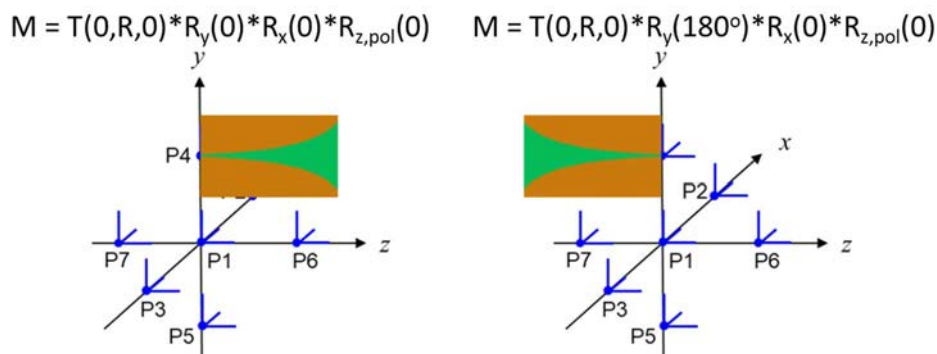 M = T(0,R,0)*Ry(0)*Rx(0)*Rz,pol(0)
M = T(0,R,0)*Ry(180º)*Rx(0)*Rz,pol(0)
y
P4
z
P7
P1
P6
P3
P5
y
x
P2
z
P7
P1
P6
P3
P5